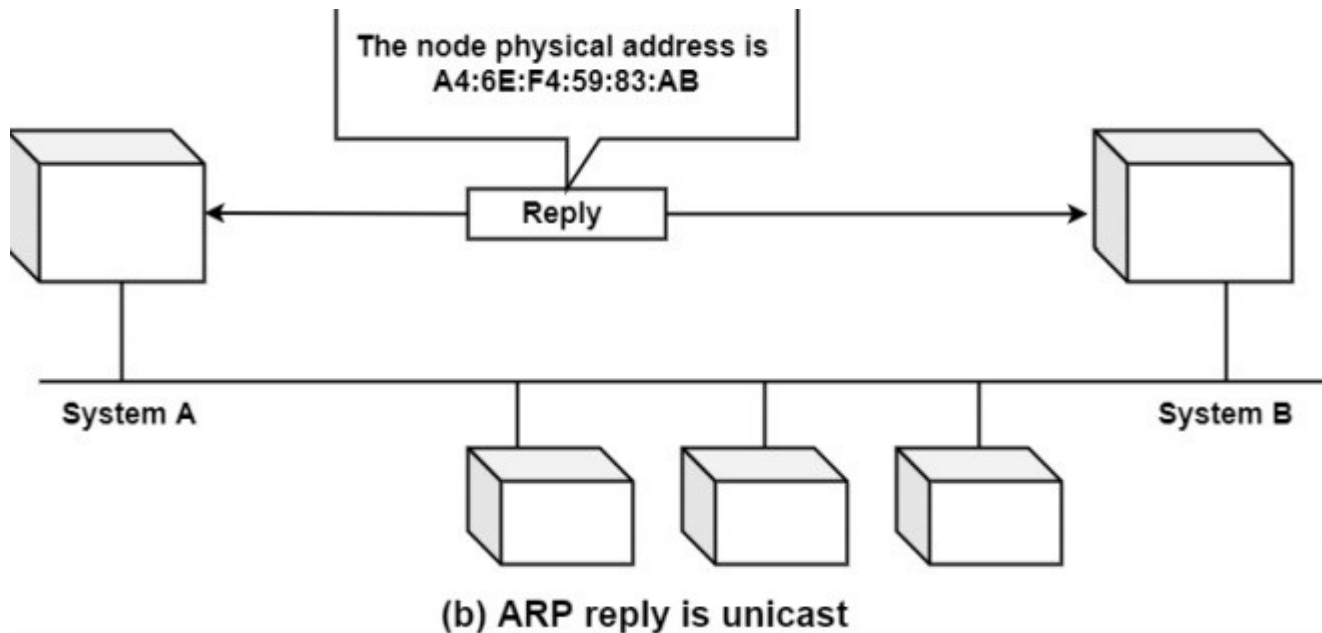 The node physical address is
A4:6E:F4:59:83:AB
Reply
System A
System B
(b) ARP reply is unicast